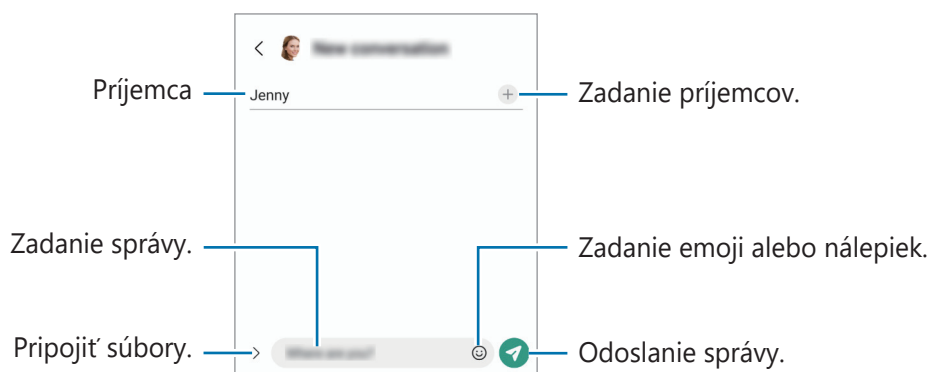 Príjemca
Jenny
Zadanie príjemcov.
Zadanie správy.
Zadanie emoji alebo nálepiek.
Pripojiť súbory.
Odoslanie správy.